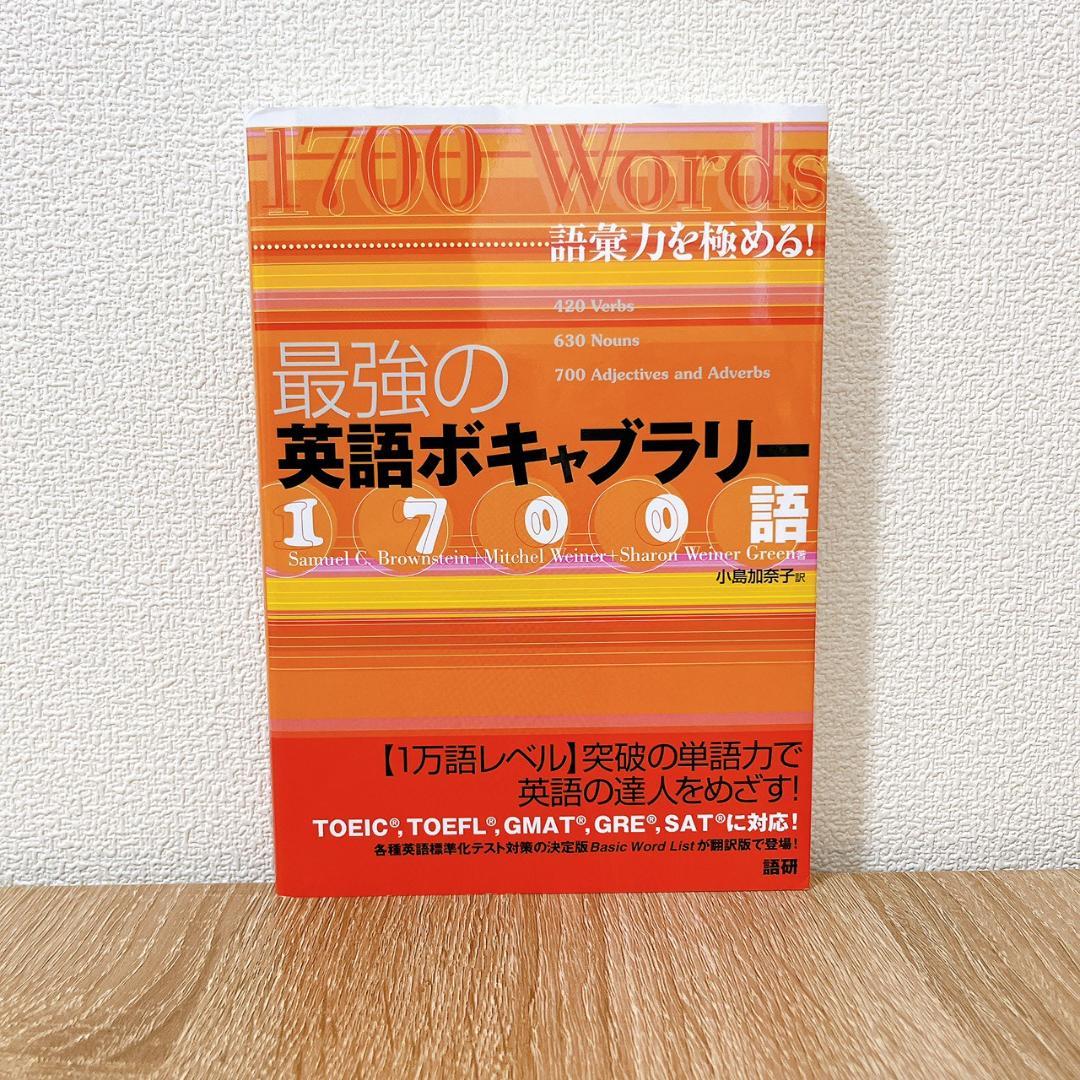 1700 Words
語彙力を極める!
420 Verbs
630 Nouns
700 Adjectives and Adverbs
最強の
英語ボキャブラリー
1700語
Samuel C. Brownstein+Mitchel Weiner+Sharon Weiner Green著
小島加奈子訳
【1万語レベル】突破の単語力で
英語の達人をめざす!
TOEIC®, TOEFL®, GMAT®, GRE®, SAT®に対応!
各種英語標準化テスト対策の決定版Basic Word Listが翻訳版で登場!
語研